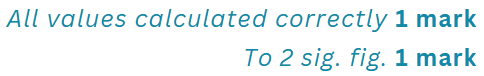 All values calculated correctly 1 mark
To 2 sig. fig. 1 mark